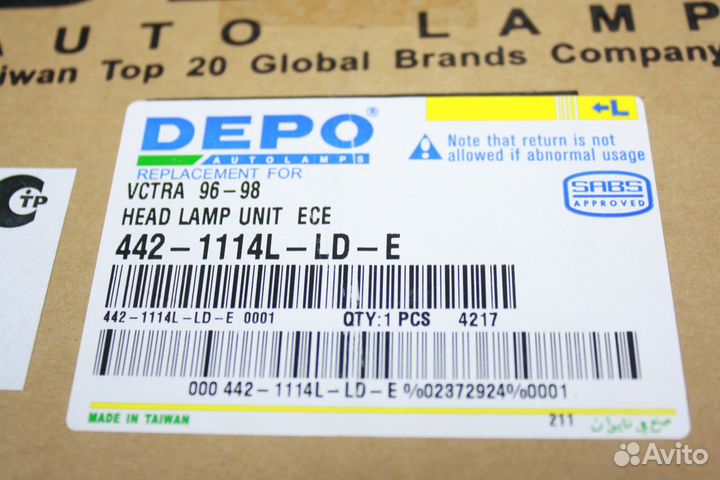 AUTO LAMP
aiwan Top 20 Global Brands Company
DEPO®
AUTOLAMPS
←L
Note that return is not
allowed if abnormal usage
REPLACEMENT FOR
VCTRA 96-98
HEAD LAMP UNIT ECE
SABS
APPROVED
C TP
442-1114L-LD-E
442-1114L-LD-E 0001 QTY:1 PCS 4217
000 442-1114L-LD-E%02372924%0001
MADE IN TAIWAN 211
Avito